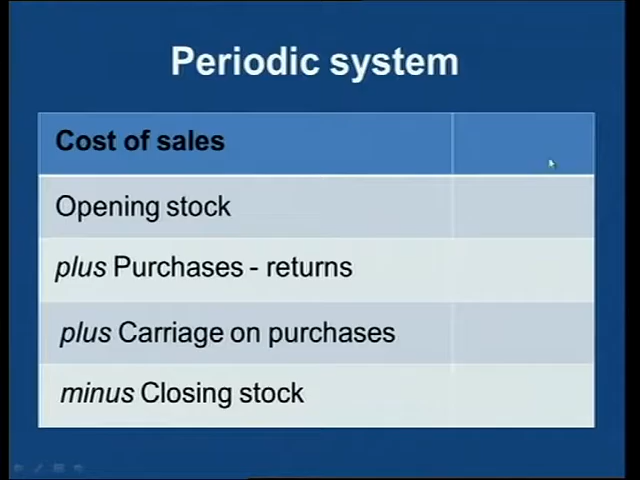 Periodic system
Cost of sales
Opening stock
plus Purchases - returns
plus Carriage on purchases
minus Closing stock